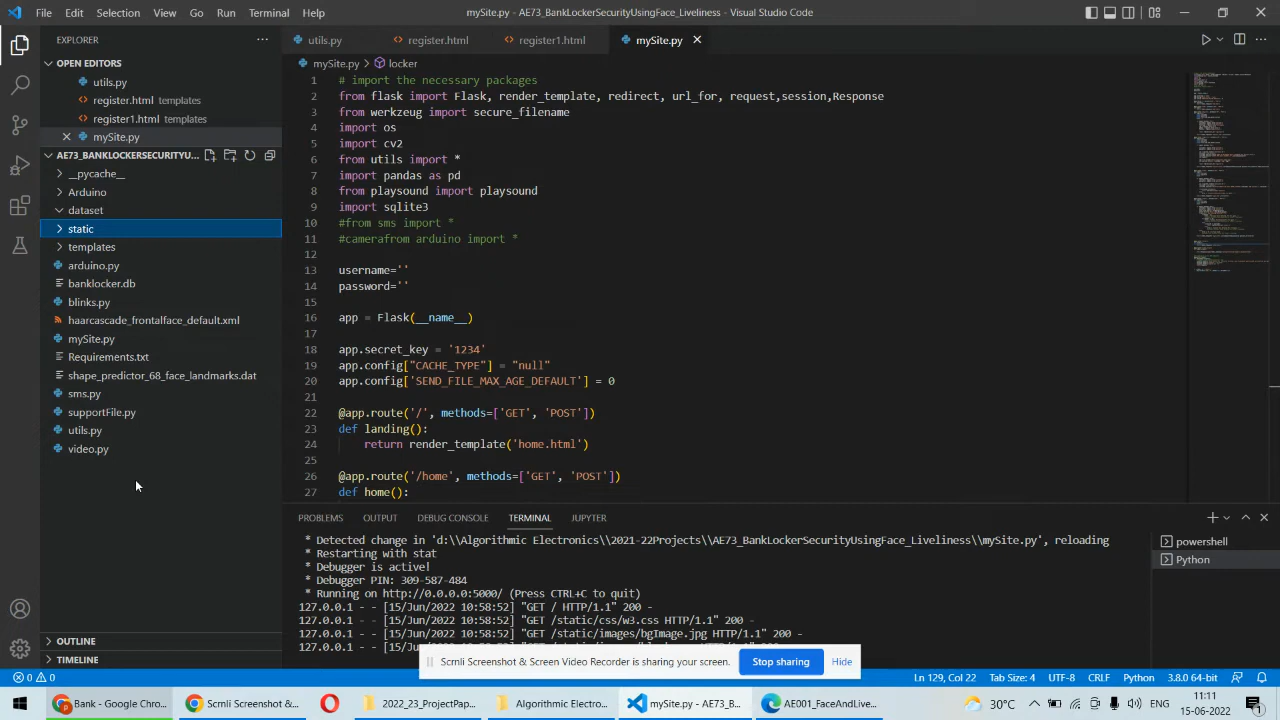 File Edit Selection View Go Run Terminal Help
mySite.py - AE73_BankLockerSecurityUsingFace_Liveliness - Visual Studio Code
EXPLORER
utils.py
register.html
register1.html
mySite.py
OPEN EDITORS
utils.py
register.html templates
register1.html templates
mySite.py
AE73_BANKLOCKERSECURITYU...
__pycache__
Arduino
dataset
static
templates
arduino.py
banklocker.db
blinks.py
haarcascade_frontalface_default.xml
mySite.py
Requirements.txt
shape_predictor_68_face_landmarks.dat
sms.py
supportFile.py
utils.py
video.py
OUTLINE
TIMELINE
mySite.py > locker
1 # import the necessary packages
2 from flask import Flask,render_template, redirect,url_for, request,session,Response
3 from werkzeug import secure_filename
4 import os
5 import cv2
6 from utils import *
7 import pandas as pd
8 from playsound import playsound
9 import sqlite3
10 #from sms import *
11 #camerafrom arduino import *
12
13 username=''
14 password=''
15
16 app = Flask(__name__)
17
18 app.secret_key = '1234'
19 app.config["CACHE_TYPE"] = "null"
20 app.config['SEND_FILE_MAX_AGE_DEFAULT'] = 0
21
22 @app.route('/', methods=['GET', 'POST'])
23 def landing():
24 return render_template('home.html')
25
26 @app.route('/home', methods=['GET', 'POST'])
27 def home():
PROBLEMS OUTPUT DEBUG CONSOLE TERMINAL JUPYTER
* Detected change in 'd:\\Algorithmic Electronics\\2021-22Projects\\AE73_BankLockerSecurityUsingFace_Liveliness\\mySite.py', reloading
* Restarting with stat
* Debugger is active!
* Debugger PIN: 309-587-484
* Running on http://0.0.0.0:5000/ (Press CTRL+C to quit)
127.0.0.1 - - [15/Jun/2022 10:58:52] "GET / HTTP/1.1" 200 -
127.0.0.1 - - [15/Jun/2022 10:58:52] "GET /static/css/w3.css HTTP/1.1" 200 -
127.0.0.1 - - [15/Jun/2022 10:58:52] "GET /static/images/bgImage.jpg HTTP/1.1" 200 -
powershell
Python
Scrnli Screenshot & Screen Video Recorder is sharing your screen. Stop sharing Hide
0 0
Ln 129, Col 22 Tab Size: 4 UTF-8 CRLF Python 3.8.0 64-bit
Bank - Google Chro...
Scrnli Screenshot &...
2022_23_ProjectPap...
Algorithmic Electro...
mySite.py - AE73_B...
AE001_FaceAndLive...
30°C
11:11
15-06-2022
1